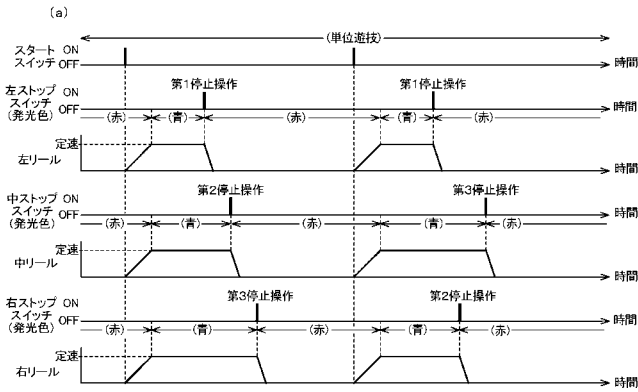 (a)
(単位遊技)
スタート ON
スイッチ OFF
時間
第1停止操作 第1停止操作
左ストップ ON
スイッチ OFF
(発光色)
時間
(赤) (青) (赤) (青) (赤)
定速
左リール
時間
第2停止操作 第3停止操作
中ストップ ON
スイッチ OFF
(発光色)
時間
(赤) (青) (赤) (青) (赤)
定速
中リール
時間
第3停止操作 第2停止操作
右ストップ ON
スイッチ OFF
(発光色)
時間
(赤) (青) (赤) (青) (赤)
定速
右リール
時間